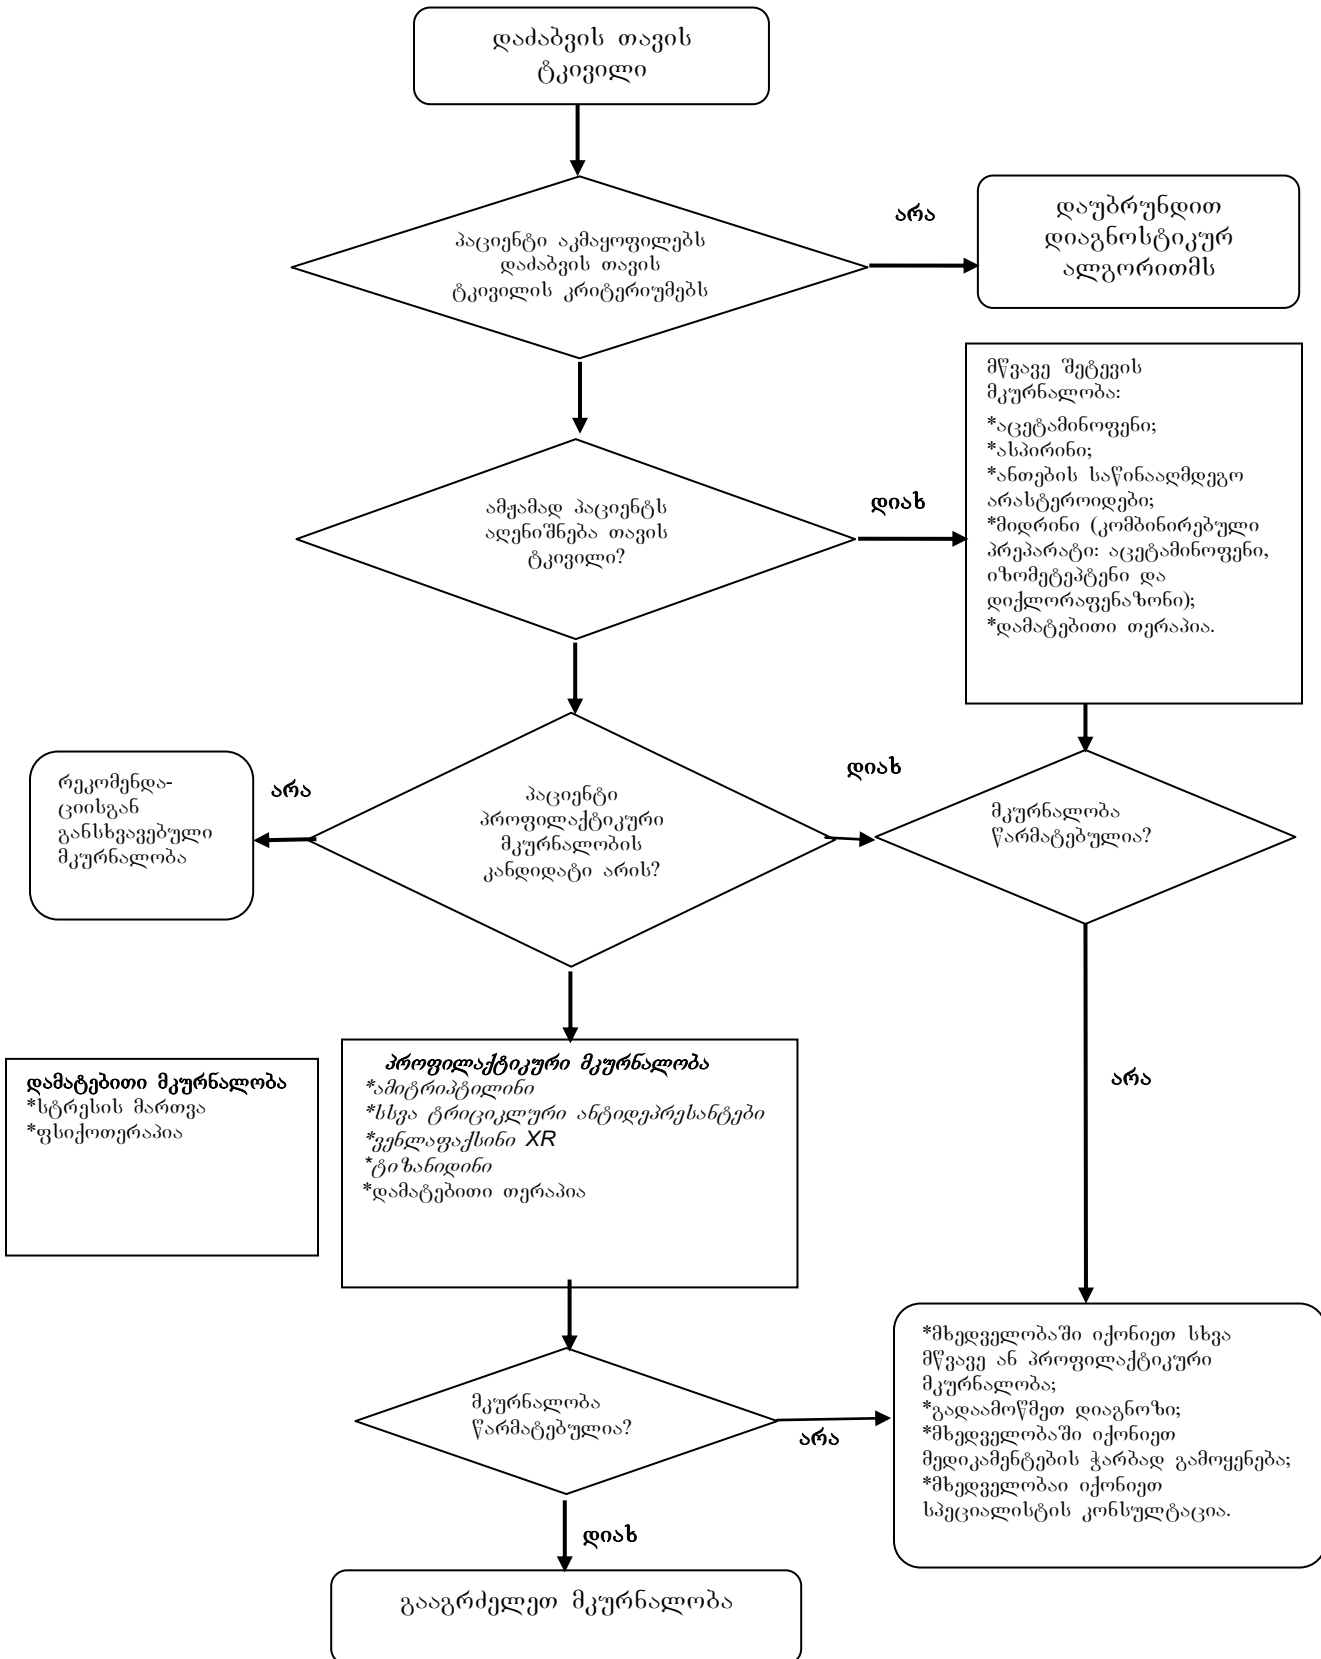 დაძაბვის თავის
ტკივილი
პაციენტი აკმაყოფილებს
დაძაბვის თავის
ტკივილის კრიტერიუმებს
არა
დაუბრუნდით
დიაგნოსტიკურ
ალგორითმს
ამჟამად პაციენტს
აღენიშნება თავის
ტკივილი?
დიახ
მწვავე შეტევის
მკურნალობა:
*აცეტამინოფენი;
*ასპირინი;
*ანთების საწინააღმდეგო
არასტეროიდები;
*მიდრინი (კომბინირებული
პრეპარატი: აცეტამინოფენი,
იზომეტეპტენი და
დიქლორაფენაზონი);
*დამატებითი თერაპია.
რეკომენდა-
ციისგან
განსხვავებული
მკურნალობა
არა
პაციენტი
პროფილაქტიკური
მკურნალობის
კანდიდატი არის?
დიახ
მკურნალობა
წარმატებულია?
დამატებითი მკურნალობა
*სტრესის მართვა
*ფსიქოთერაპია
პროფილაქტიკური მკურნალობა
*ამიტრიპტილინი
*სსვა ტრიციკლური ანტიდეპრესანტები
*ვენლაფაქსინი XR
*ტიზანიდინი
*დამატებითი თერაპია
არა
მკურნალობა
წარმატებულია?
არა
*მხედველობაში იქონიეთ სხვა
მწვავე ან პროფილაქტიკური
მკურნალობა;
*გადაამოწმეთ დიაგნოზი;
*მხედველობაში იქონიეთ
მედიკამენტების ჭარბად გამოყენება;
*მხედველობაი იქონიეთ
სპეციალისტის კონსულტაცია.
დიახ
გააგრძელეთ მკურნალობა